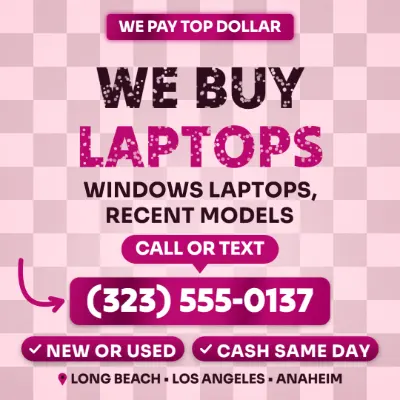 WE PAY TOP DOLLAR
WE BUY
LAPTOPS
WINDOWS LAPTOPS,
RECENT MODELS
CALL OR TEXT
(323) 555-0137
✓ NEW OR USED ✓ CASH SAME DAY
LONG BEACH • LOS ANGELES • ANAHEIM